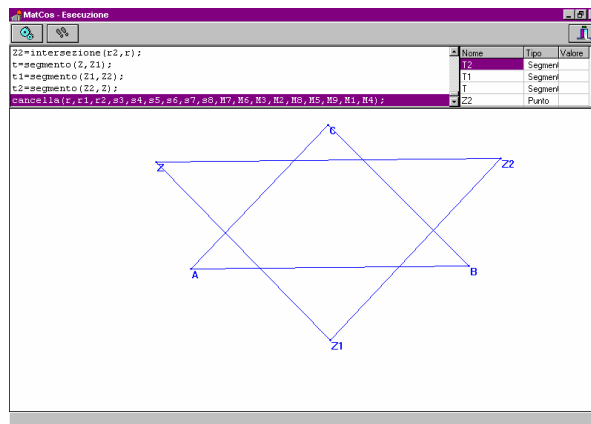 MatCos - Esecuzione
Z2=intersezione(r2,r);
t=segmento(Z,Z1);
t1=segmento(Z1,Z2);
t2=segmento(Z2,Z);
cancella(r,r1,r2,s3,s4,s5,s6,s7,s8,M7,M6,M3,M2,M8,M5,M9,M1,M4);
Nome Tipo Valore
T2 Segment
T1 Segment
T Segment
Z2 Punto
C
Z
Z2
A
B
Z1